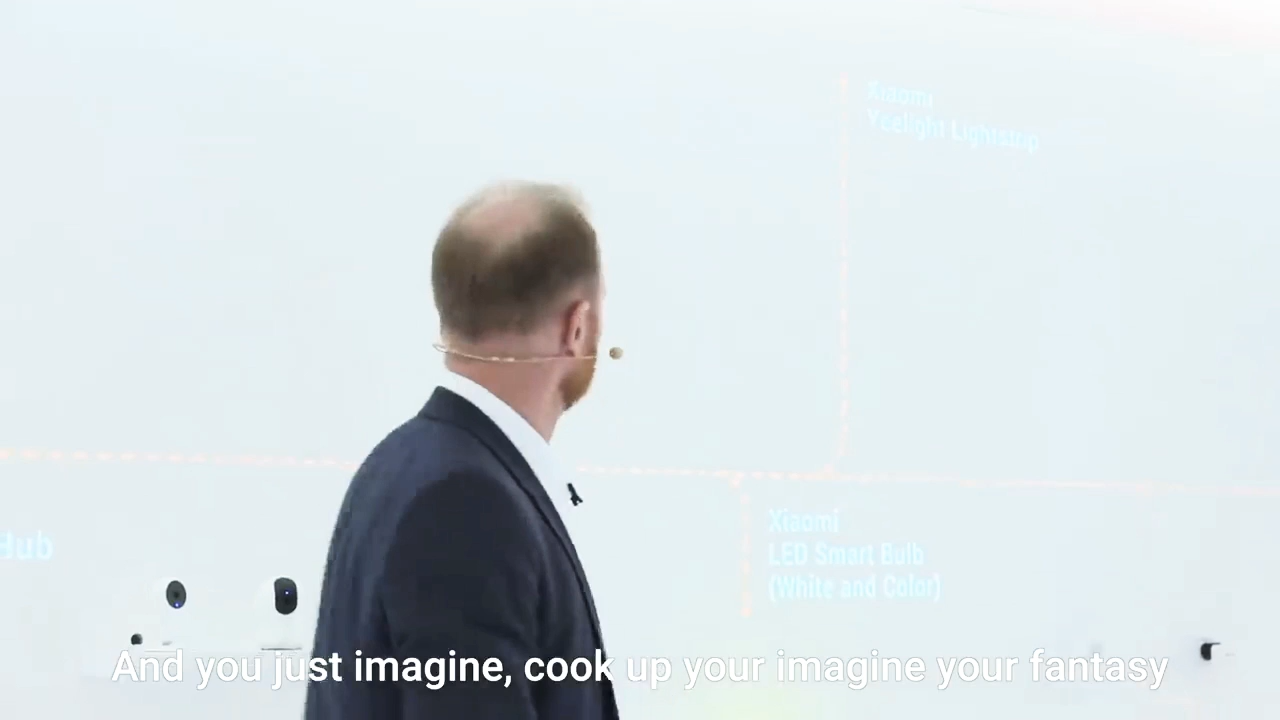 Xiaomi
Yeelight Lightstrip
Hub
Xiaomi
LED Smart Bulb
(White and Color)
And you just imagine, cook up your imagine your fantasy